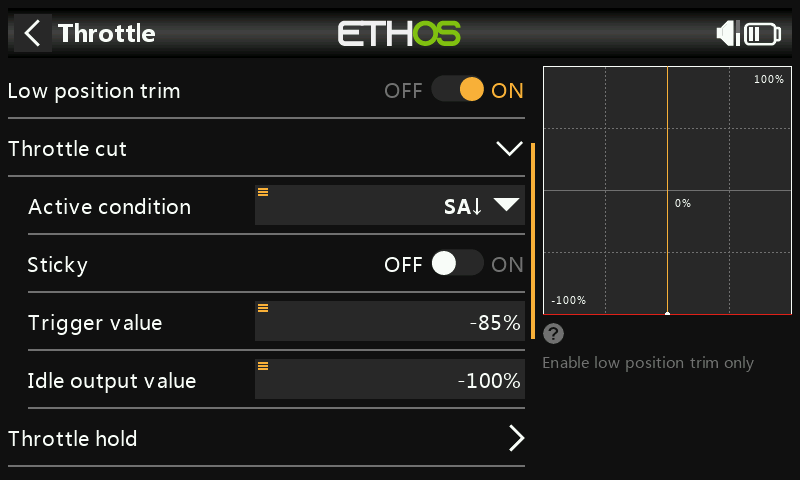 Throttle
ETHOS
Low position trim OFF ON
Throttle cut
Active condition SA↓
Sticky OFF ON
Trigger value -85%
Idle output value -100%
Throttle hold
100%
0%
-100%
?
Enable low position trim only